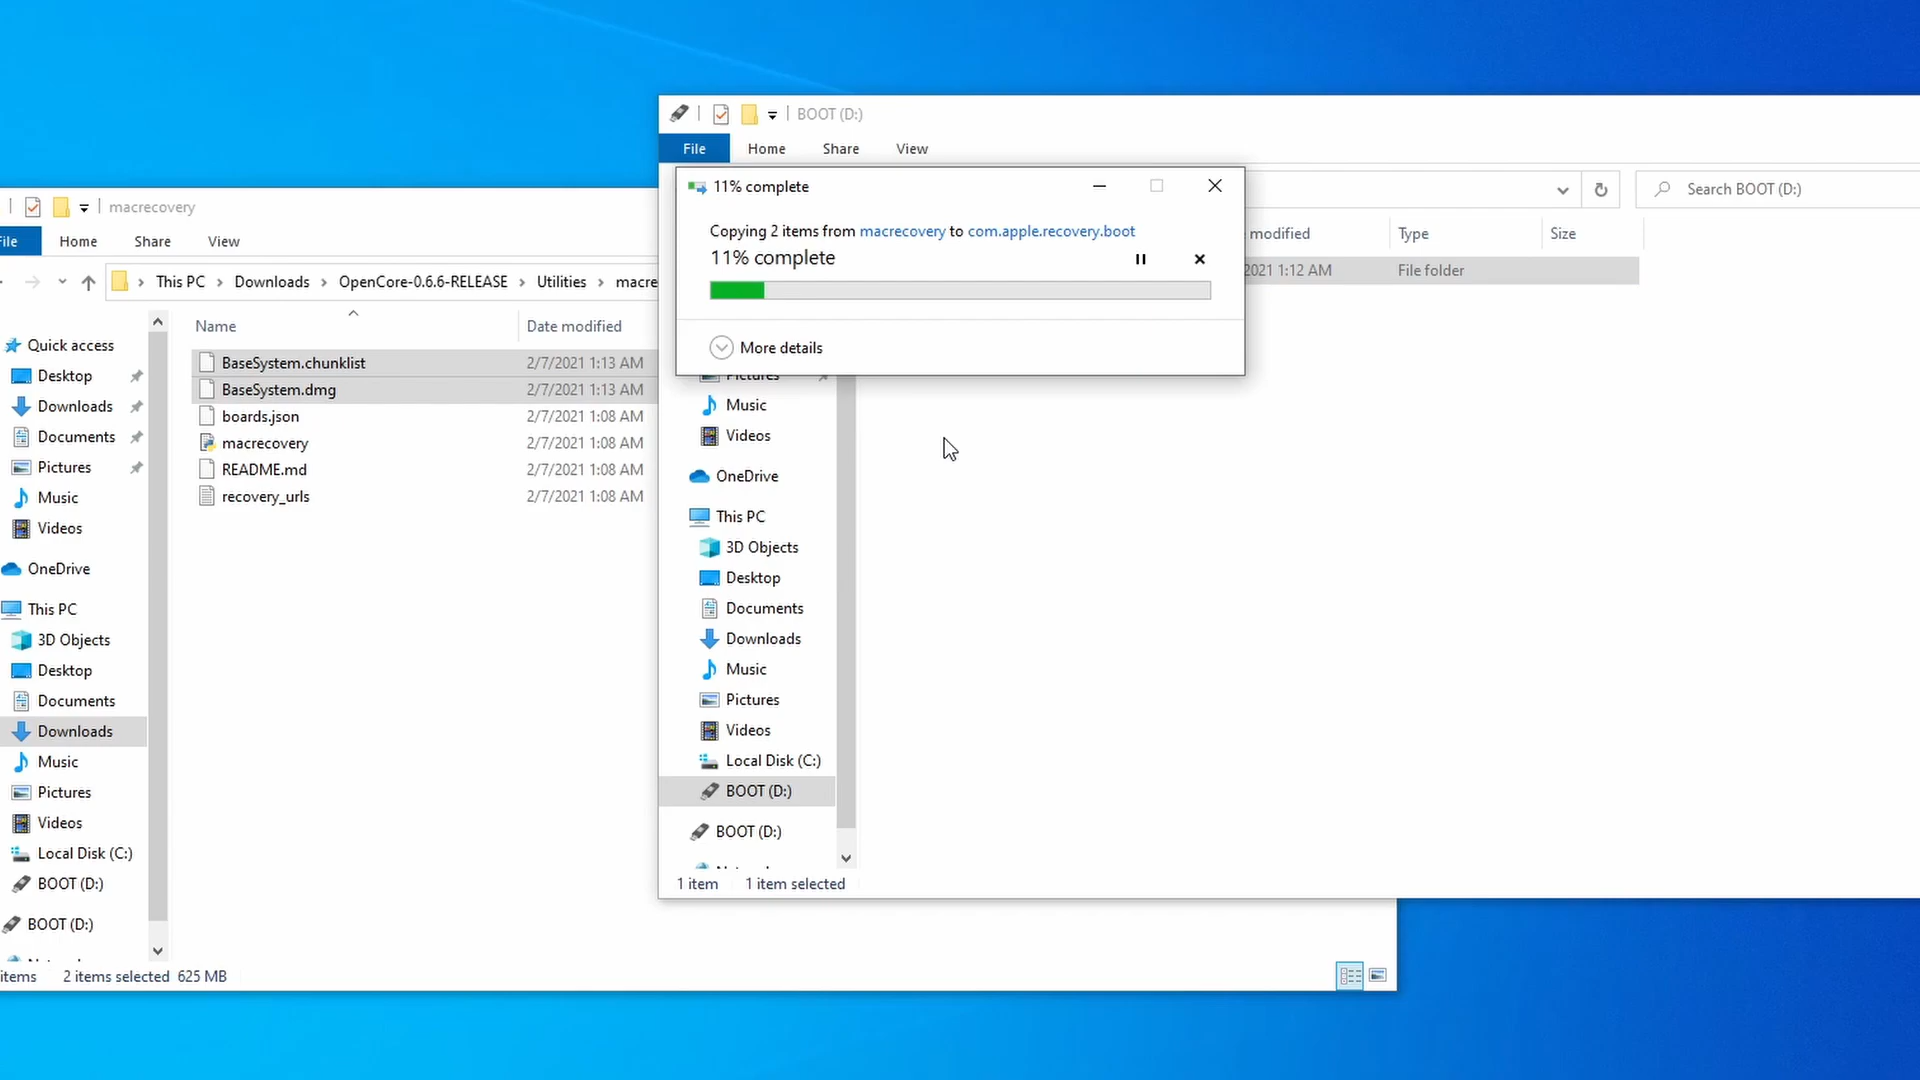 BOOT (D:)
File
Home
Share
View
11% complete
Copying 2 items from macrecovery to com.apple.recovery.boot
11% complete
More details
Search BOOT (D:)
modified
Type
Size
2021 1:12 AM
File folder
Pictures
Music
Videos
OneDrive
This PC
3D Objects
Desktop
Documents
Downloads
Music
Pictures
Videos
Local Disk (C:)
BOOT (D:)
BOOT (D:)
1 item
1 item selected
macrecovery
File
Home
Share
View
This PC > Downloads > OpenCore-0.6.6-RELEASE > Utilities > macre
Name
Date modified
BaseSystem.chunklist 2/7/2021 1:13 AM
BaseSystem.dmg 2/7/2021 1:13 AM
boards.json 2/7/2021 1:08 AM
macrecovery 2/7/2021 1:08 AM
README.md 2/7/2021 1:08 AM
recovery_urls 2/7/2021 1:08 AM
Quick access
Desktop
Downloads
Documents
Pictures
Music
Videos
OneDrive
This PC
3D Objects
Desktop
Documents
Downloads
Music
Pictures
Videos
Local Disk (C:)
BOOT (D:)
BOOT (D:)
items
2 items selected 625 MB